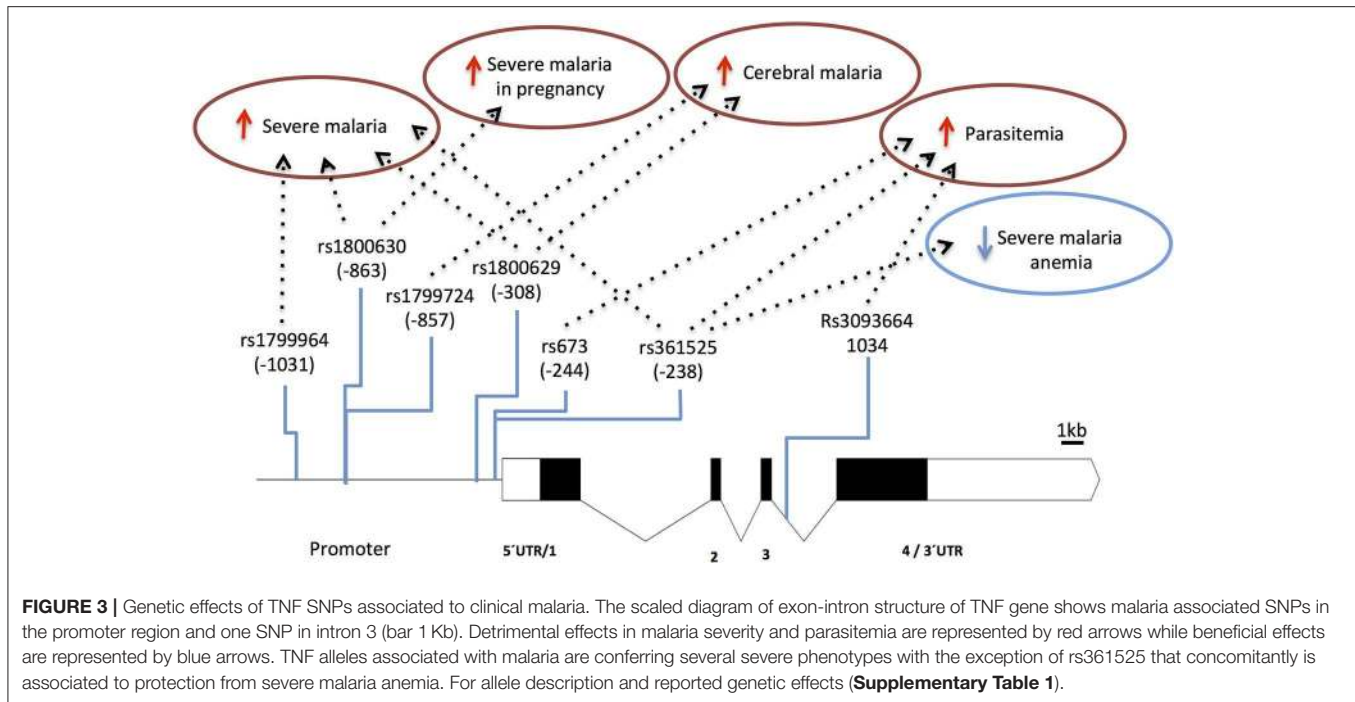 Severe malaria
Severe malaria
in pregnancy
Cerebral malaria
Parasitemia
Severe malaria
anemia
rs1800630
(-863)
rs1799724
(-857)
rs1800629
(-308)
rs1799964
(-1031)
rs673
(-244)
rs361525
(-238)
Rs3093664
1034
1kb
Promoter
5´UTR/1
2
3
4 / 3´UTR
FIGURE 3 | Genetic effects of TNF SNPs associated to clinical malaria. The scaled diagram of exon-intron structure of TNF gene shows malaria associated SNPs in
the promoter region and one SNP in intron 3 (bar 1 Kb). Detrimental effects in malaria severity and parasitemia are represented by red arrows while beneficial effects
are represented by blue arrows. TNF alleles associated with malaria are conferring several severe phenotypes with the exception of rs361525 that concomitantly is
associated to protection from severe malaria anemia. For allele description and reported genetic effects (Supplementary Table 1).